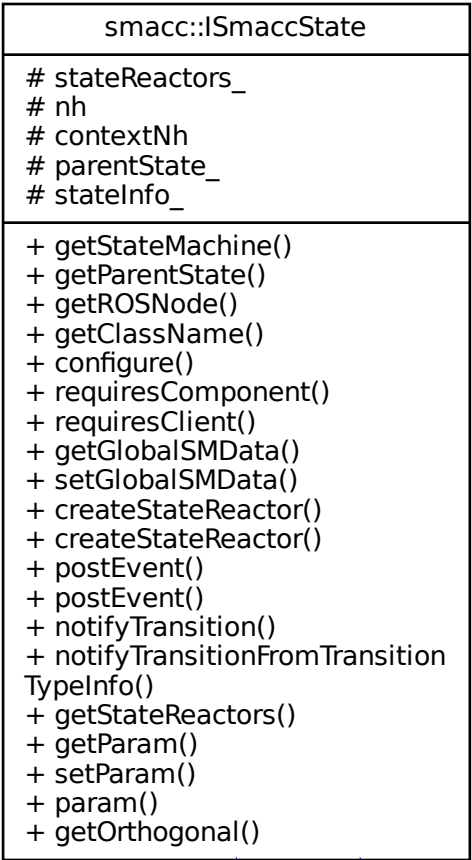 smacc::ISmaccState
# stateReactors_
# nh
# contextNh
# parentState_
# stateInfo_
+ getStateMachine()
+ getParentState()
+ getROSNode()
+ getClassName()
+ configure()
+ requiresComponent()
+ requiresClient()
+ getGlobalSMData()
+ setGlobalSMData()
+ createStateReactor()
+ createStateReactor()
+ postEvent()
+ postEvent()
+ notifyTransition()
+ notifyTransitionFromTransition
TypeInfo()
+ getStateReactors()
+ getParam()
+ setParam()
+ param()
+ getOrthogonal()